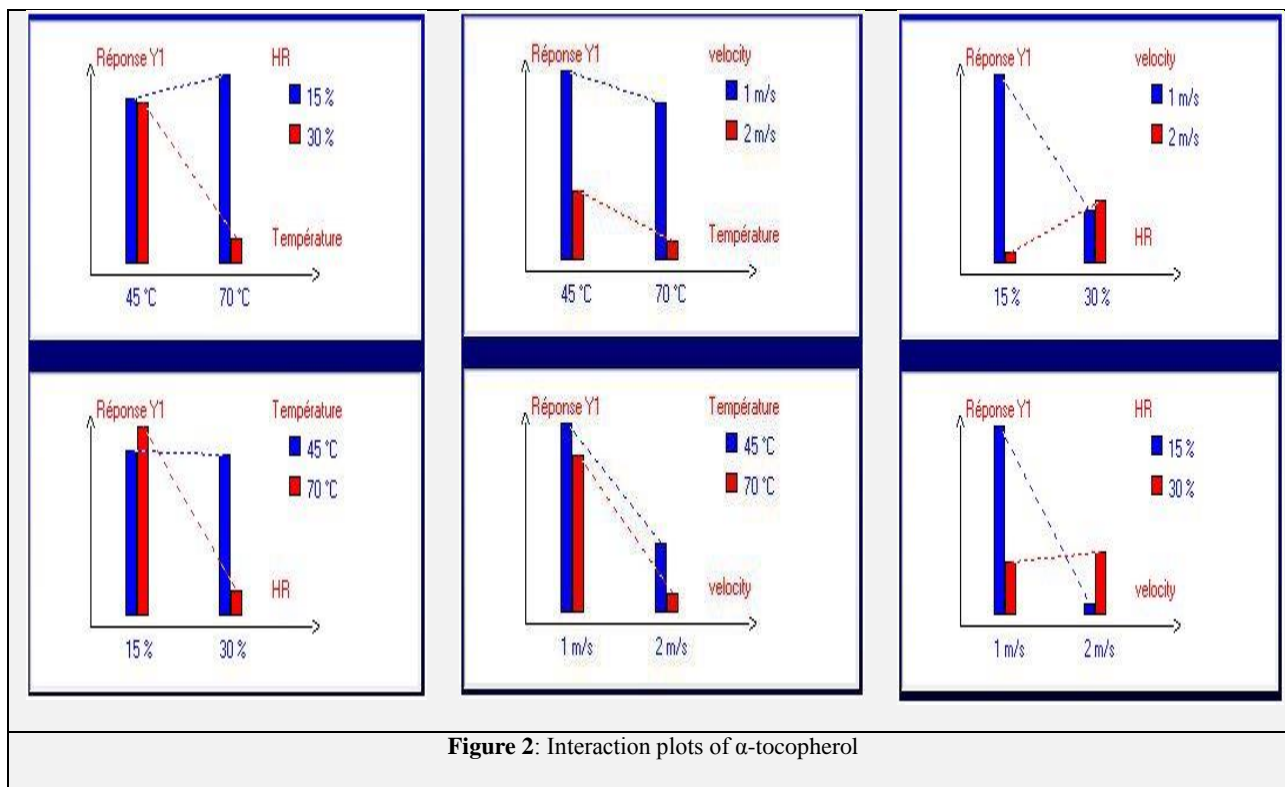 Réponse Y1 HR
15 %
30 %
Température
45 °C 70 °C
Réponse Y1 velocity
1 m/s
2 m/s
Température
45 °C 70 °C
Réponse Y1 velocity
1 m/s
2 m/s
HR
15 % 30 %
Réponse Y1 Température
45 °C
70 °C
HR
15 % 30 %
Réponse Y1 Température
45 °C
70 °C
velocity
1 m/s 2 m/s
Réponse Y1 HR
15 %
30 %
velocity
1 m/s 2 m/s
Figure 2: Interaction plots of α-tocopherol